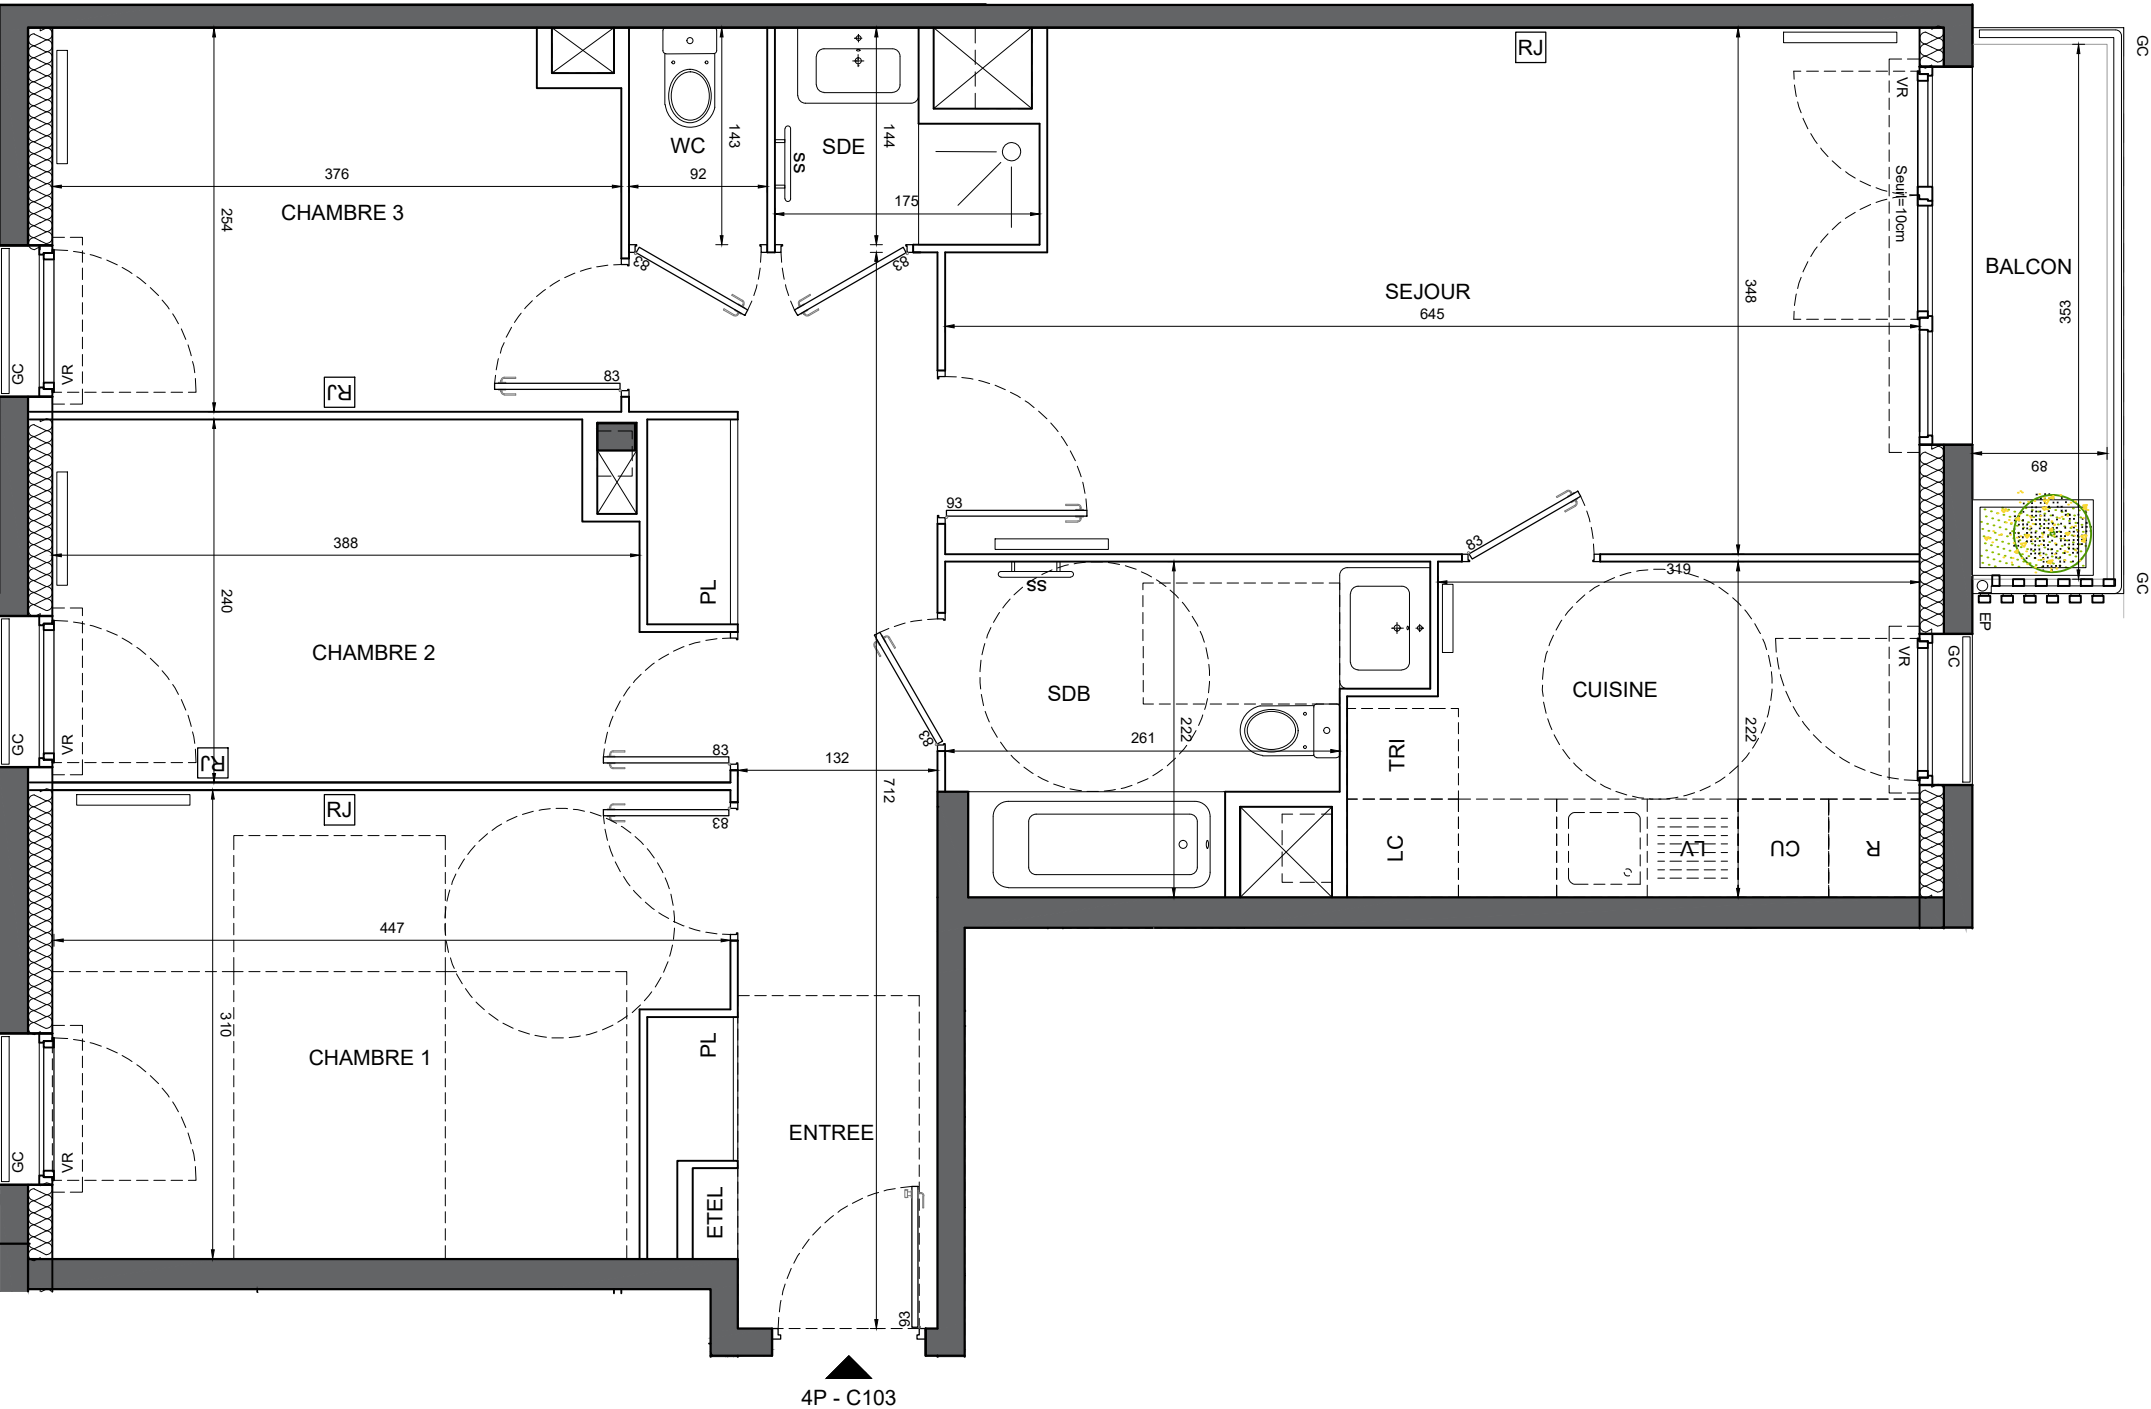 GC
RJ
VR
143
144
WC
SDE
SS
376
92
175
CHAMBRE 3
254
Seuil=10cm
BALCON
83
83
SEJOUR
348
645
353
GC
VR
83
RJ
89
93
388
83
319
SS
GC
PL
240
EP
CHAMBRE 2
VR
GC
SDB
CUISINE
222
222
261
83
GC
VR
RJ
83
132
712
TRI
RJ
83
LC
LV
CU
R
447
310
PL
CHAMBRE 1
ENTREE
GC
VR
ETEL
93
4P - C103